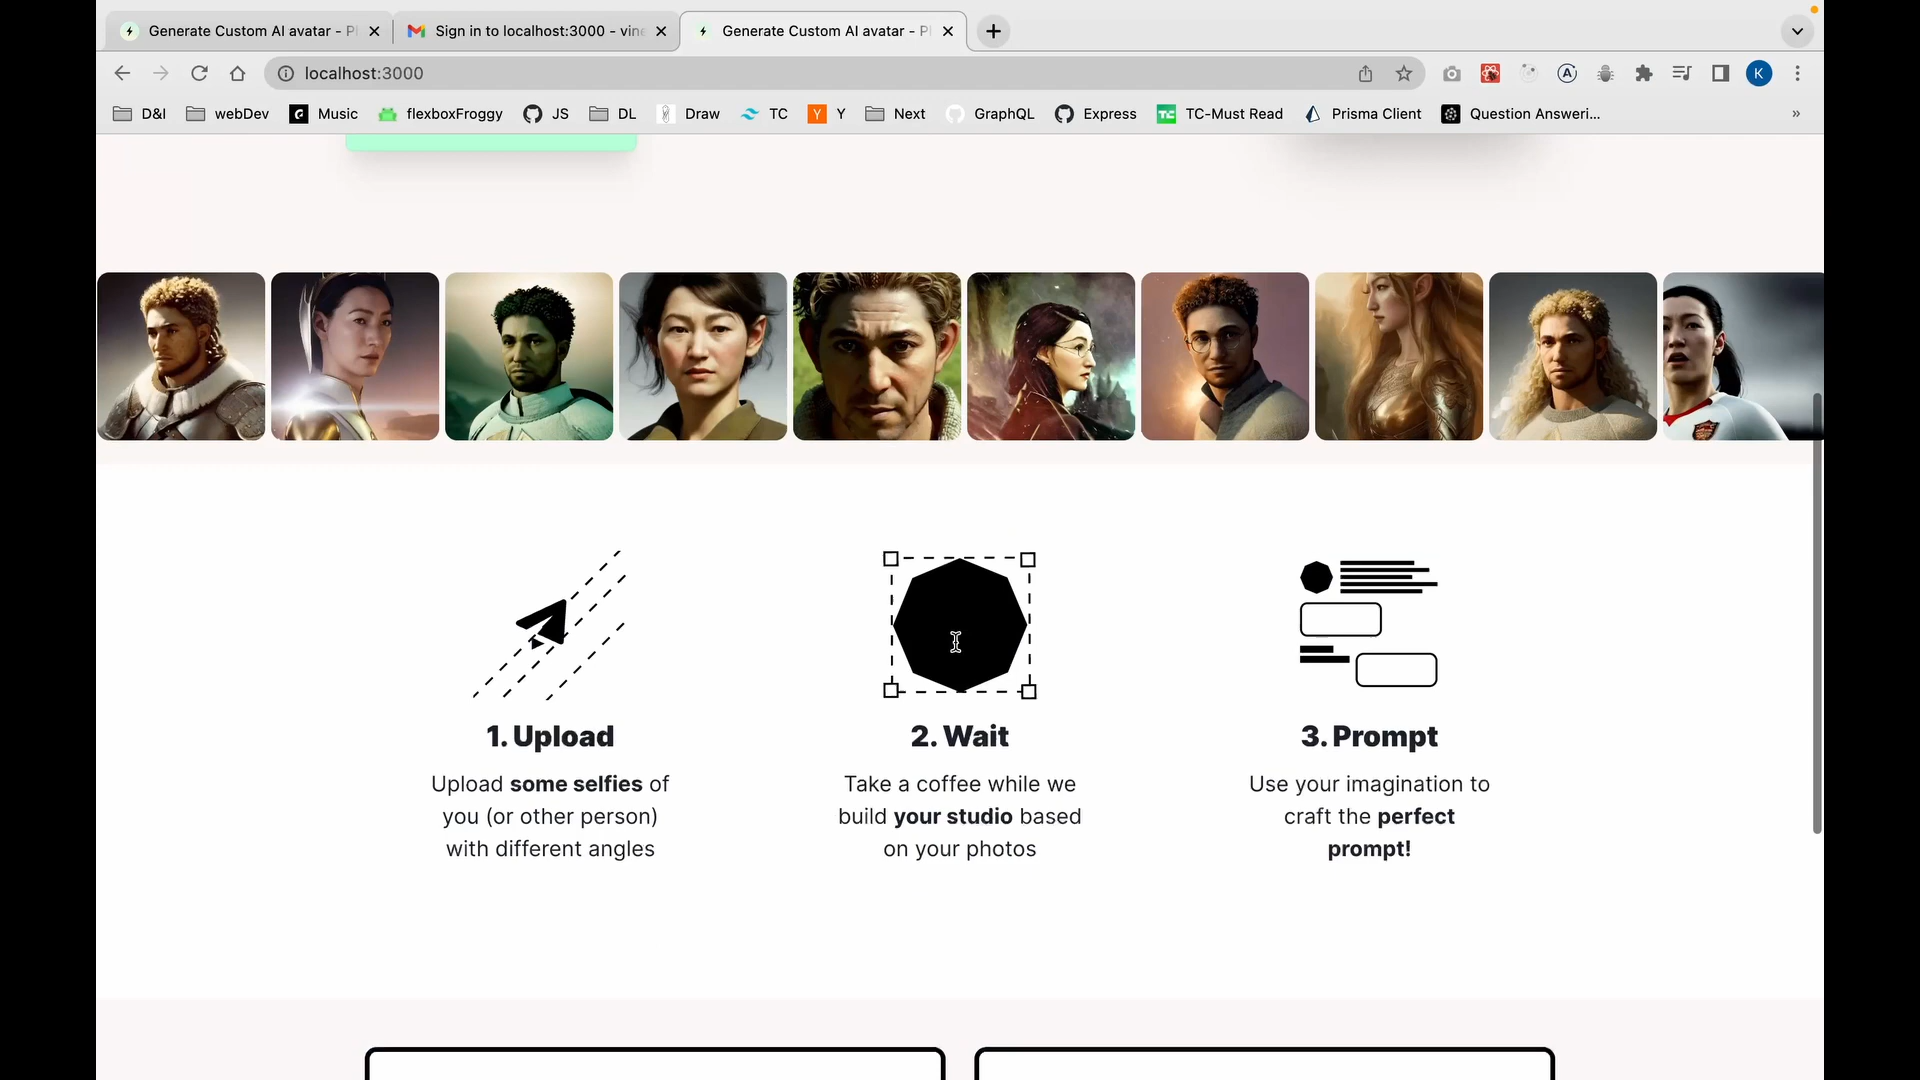 Generate Custom AI avatar - P
Sign in to localhost:3000 - vine
Generate Custom AI avatar - P
localhost:3000
K
D&I
webDev
Music
flexboxFroggy
JS
DL
Draw
TC
Y
Y
Next
GraphQL
Express
TC-Must Read
Prisma Client
Question Answeri...
»
1. Upload
Upload some selfies of
you (or other person)
with different angles
2. Wait
Take a coffee while we
build your studio based
on your photos
3. Prompt
Use your imagination to
craft the perfect
prompt!